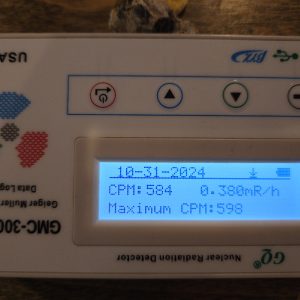 10-31-2024
CPM:584 0.380mR/h
Maximum CPM:598
GQ® Nuclear Radiation Detector
GMC-300
Geiger Muller
Data Log
USA